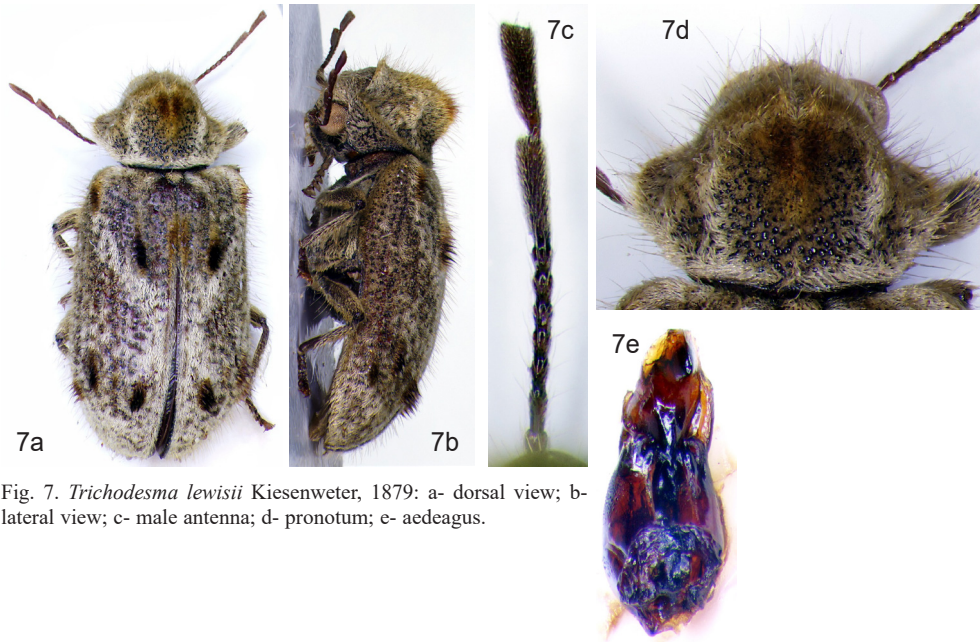 7a
7b
7c
7d
7e
Fig. 7. Trichodesma lewisii Kiesenweter, 1879: a- dorsal view; b-
lateral view; c- male antenna; d- pronotum; e- aedeagus.